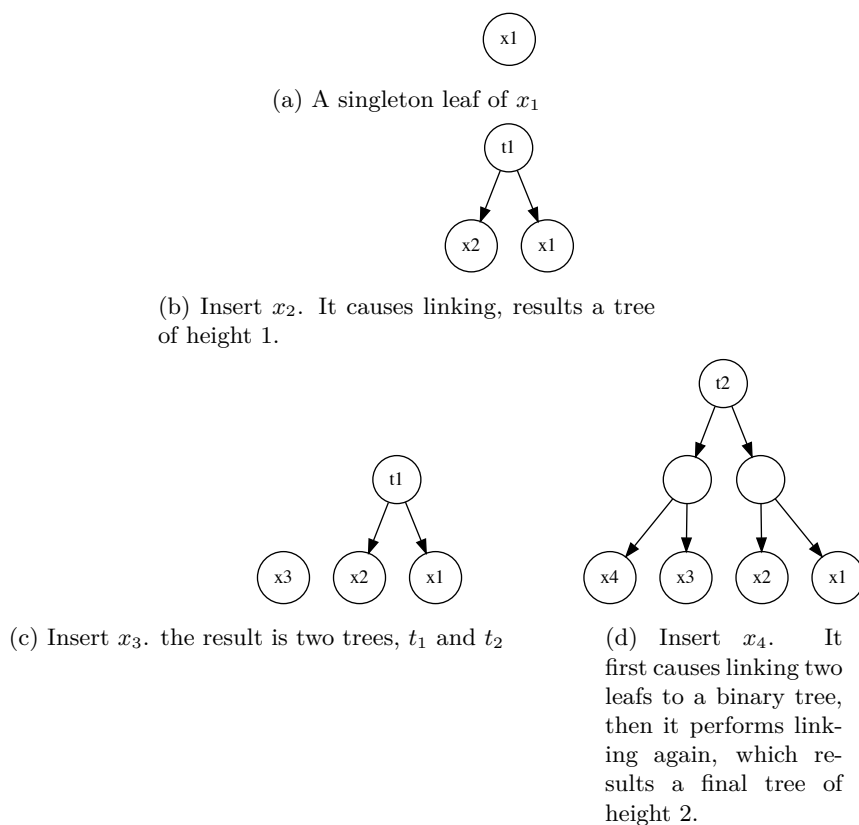 x1
(a) A singleton leaf of x1
t1
x2 x1
(b) Insert x2. It causes linking, results a tree
of height 1.
t1
x3 x2 x1
(c) Insert x3. the result is two trees, t1 and t2
t2
x4 x3 x2 x1
(d) Insert x4. It
first causes linking two
leafs to a binary tree,
then it performs link-
ing again, which re-
sults a final tree of
height 2.